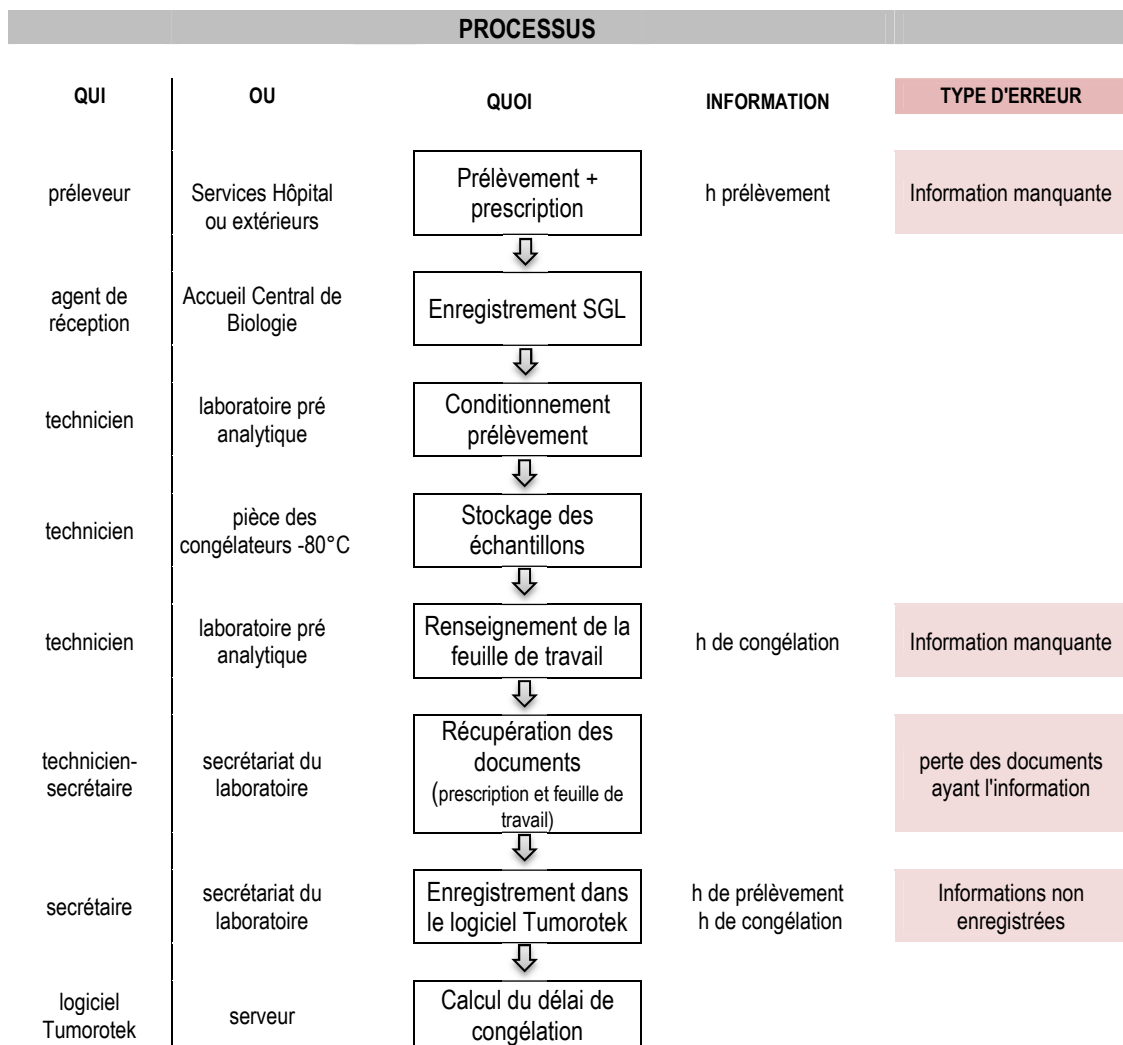 PROCESSUS
QUI
OU
QUOI
INFORMATION
TYPE D'ERREUR
préleveur
Services Hôpital
ou extérieurs
Prélèvement +
prescription
h prélèvement
Information manquante
agent de
réception
Accueil Central de
Biologie
Enregistrement SGL
technicien
laboratoire pré
analytique
Conditionnement
prélèvement
technicien
pièce des
congélateurs -80°C
Stockage des
échantillons
technicien
laboratoire pré
analytique
Renseignement de la
feuille de travail
h de congélation
Information manquante
technicien-
secrétaire
secrétariat du
laboratoire
Récupération des
documents
(prescription et feuille de
travail)
perte des documents
ayant l'information
secrétaire
secrétariat du
laboratoire
Enregistrement dans
le logiciel Tumorotek
h de prélèvement
h de congélation
Informations non
enregistrées
logiciel
Tumorotek
serveur
Calcul du délai de
congélation